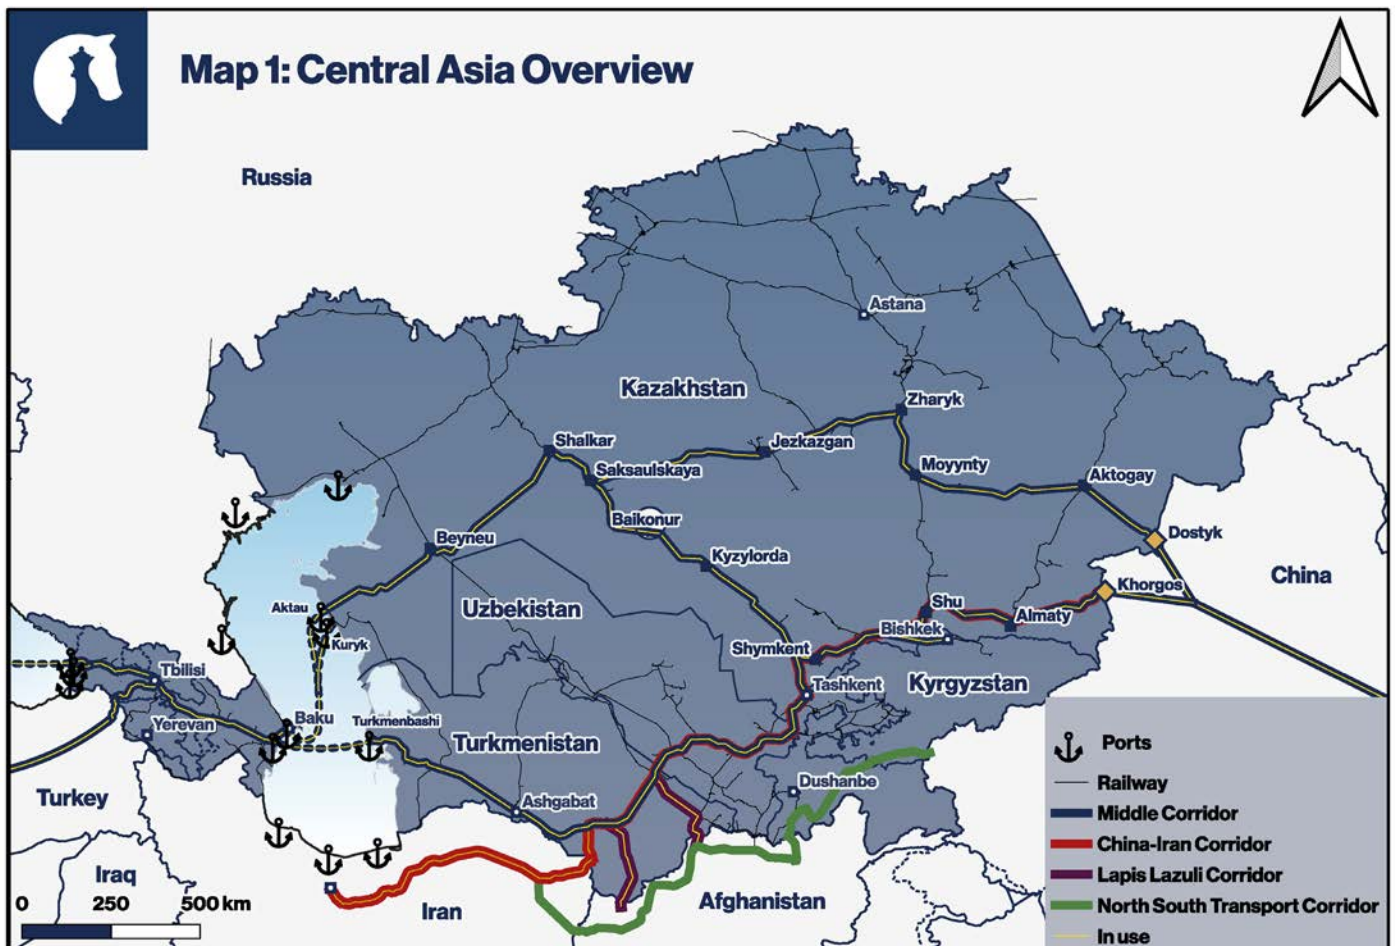 Map 1: Central Asia Overview
Russia
Astana
Kazakhstan
Zharyk
Shalkar
Jezkazgan
Saksaulskaya
Moyynty
Aktogay
Baikonur
Beyneu
Dostyk
Kyzylorda
China
Khorgos
Uzbekistan
Aktau
Shu
Almaty
Bishkek
Kuryk
Shymkent
Tbilisi
Tashkent
Kyrgyzstan
Yerevan
Baku
Turkmenbashi
Turkmenistan
Dushanbe
Turkey
Ashgabat
Iraq
Iran
Afghanistan
0 250 500 km
Ports
Railway
Middle Corridor
China-Iran Corridor
Lapis Lazuli Corridor
North South Transport Corridor
In use